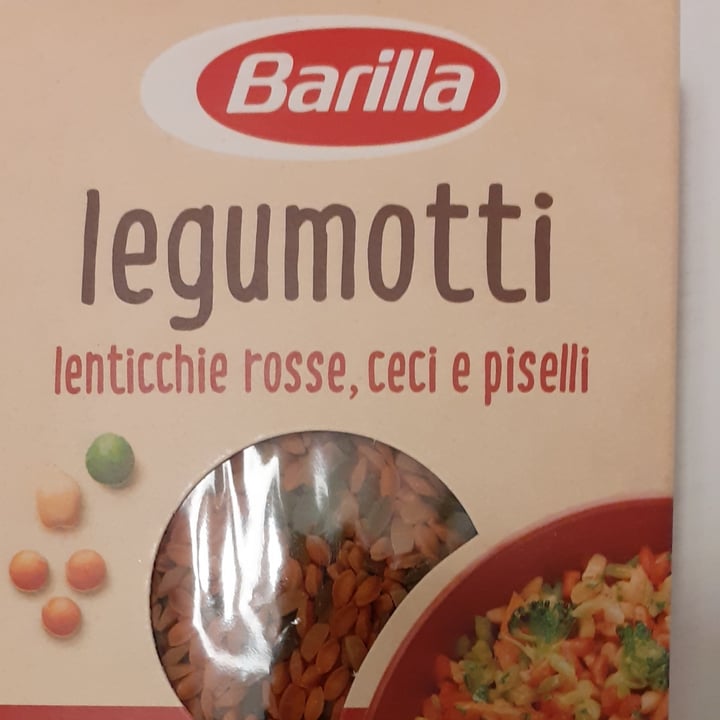 Barilla
legumotti
lenticchie rosse, ceci e piselli